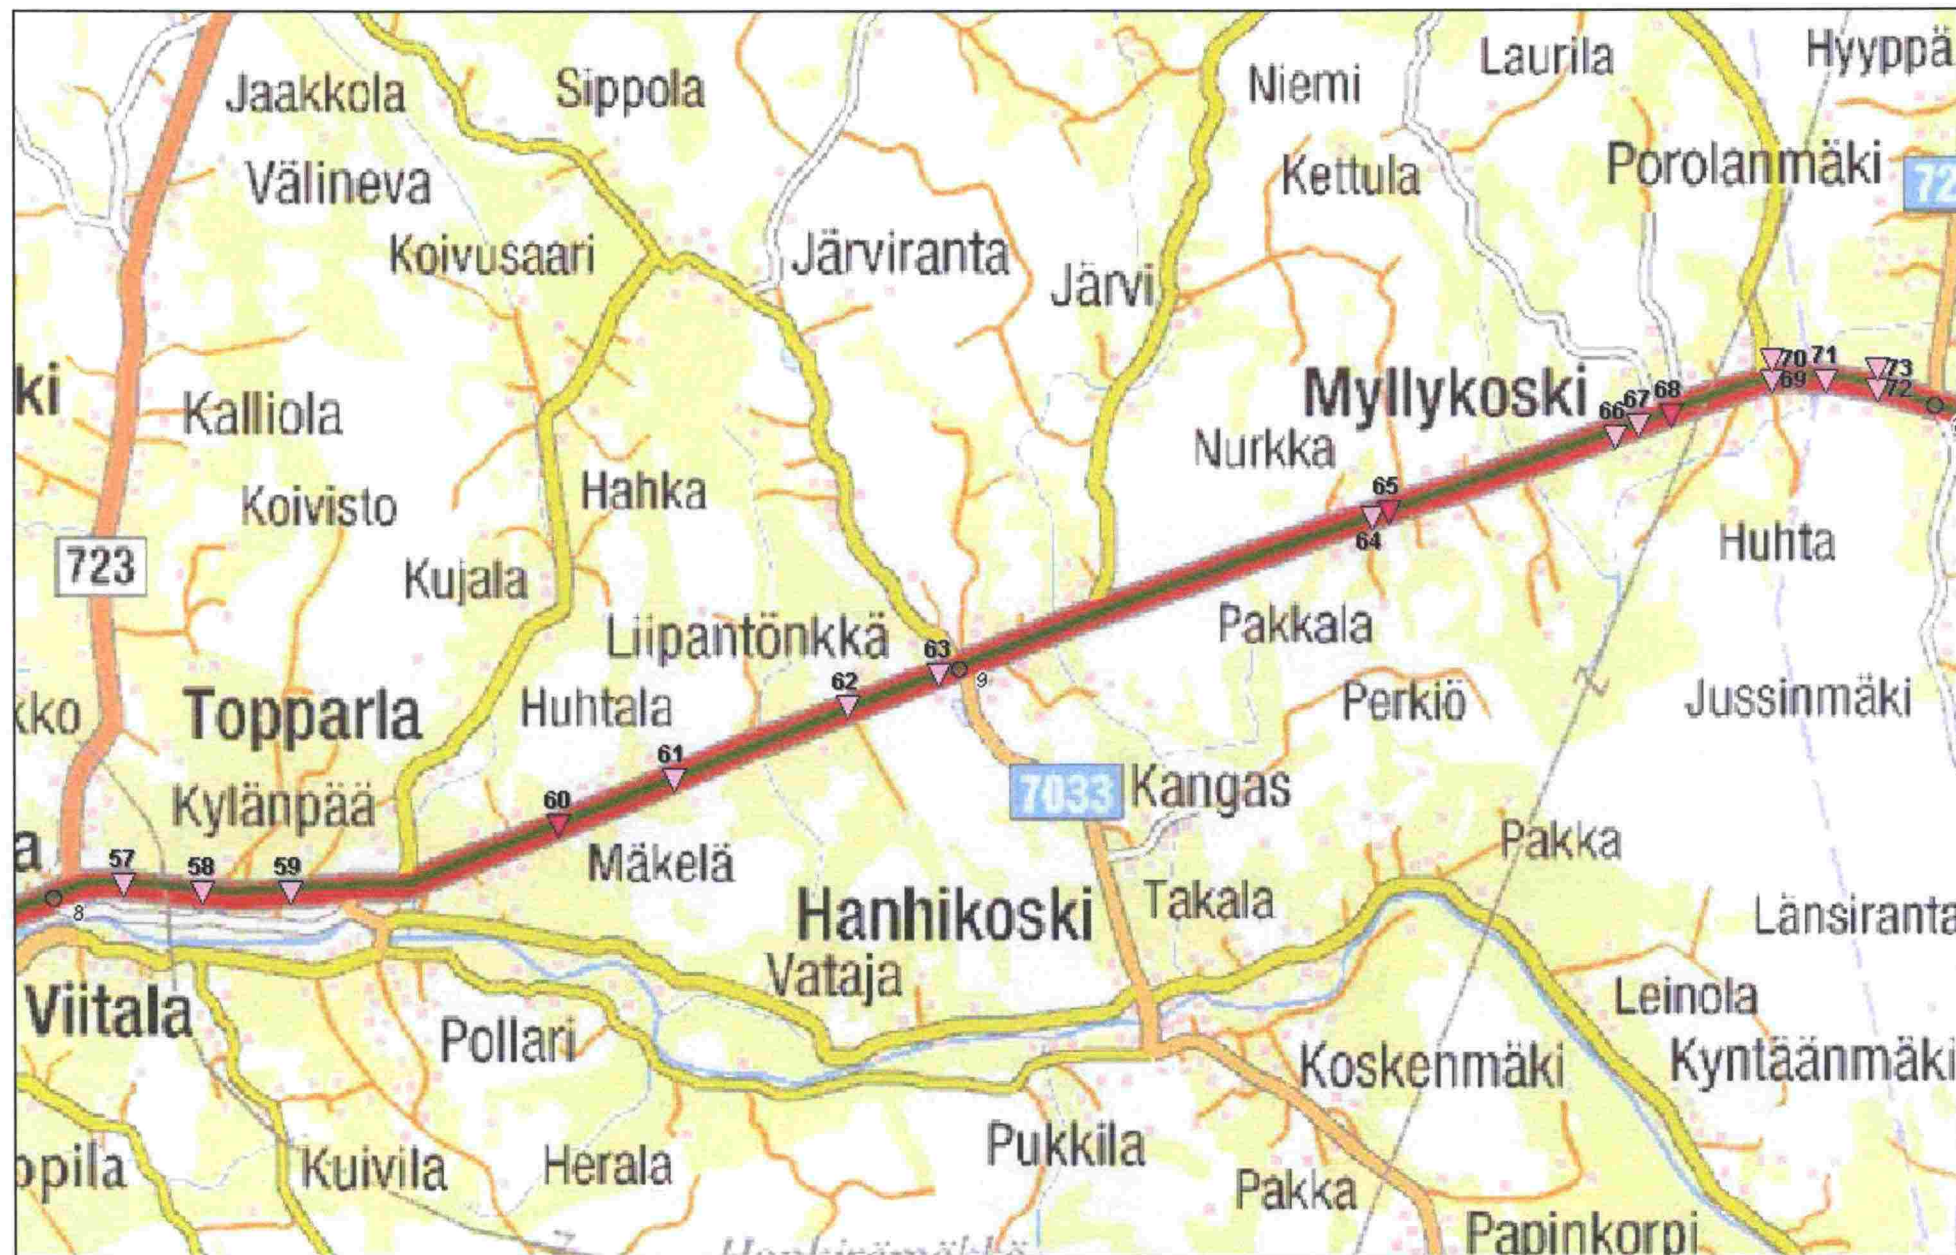 Jaakkola
Sippola
Niemi
Laurila
Hyyppä
Välineva
Kettula
Porolanmäki
72
Koivusaari
Järviranta
Järvi
ki
Kalliola
Myllykoski
70
71
73
69
72
66
67
68
Koivisto
Hahka
Nurkka
65
64
723
Kujala
Huhta
Liipantönkkä
Pakkala
63
9
62
kko
Topparla
Huhtala
Perkiö
Jussinmäki
61
Kylänpää
60
7033
Kangas
a
57
58
59
8
Mäkelä
Pakka
Hanhikoski
Takala
Länsiranta
Vataja
Viitala
Leinola
Pollari
Koskenmäki
Kyntäänmäki
ppila
Kuivila
Herala
Pukkila
Pakka
Papinkorpi